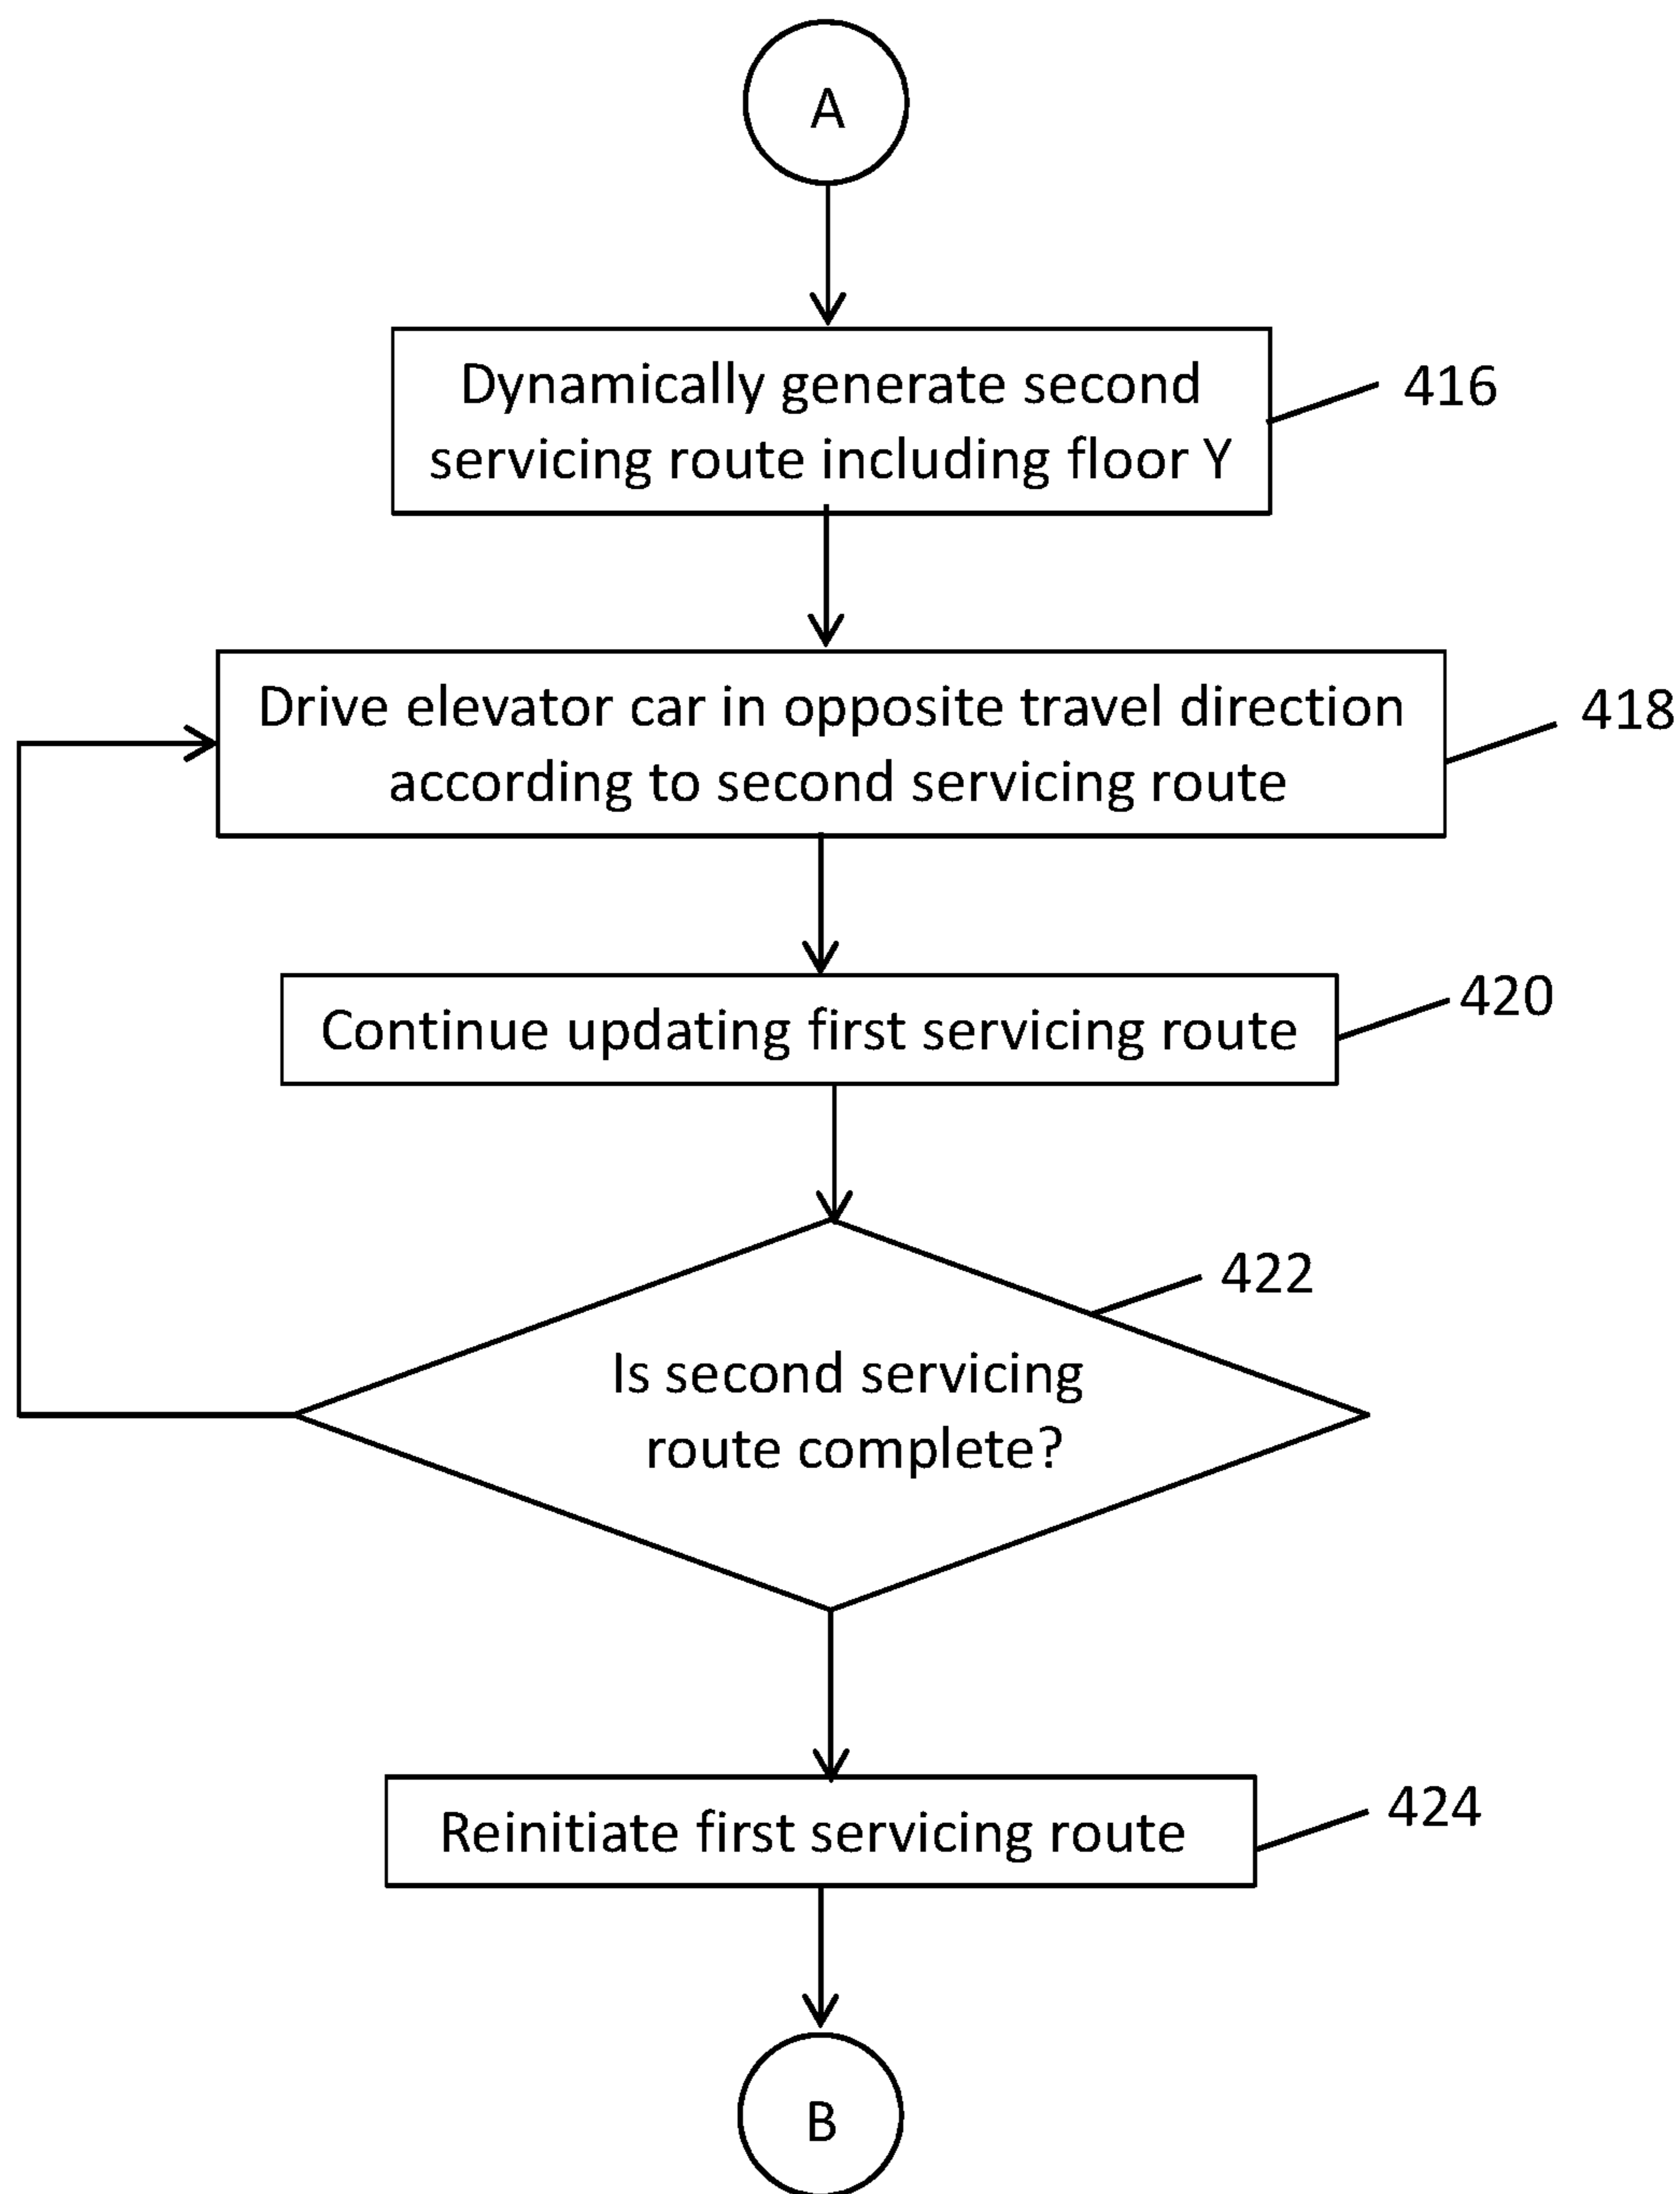 A
Dynamically generate second
servicing route including floor Y
416
Drive elevator car in opposite travel direction
according to second servicing route
418
Continue updating first servicing route
420
422
Is second servicing
route complete?
Reinitiate first servicing route
424
B